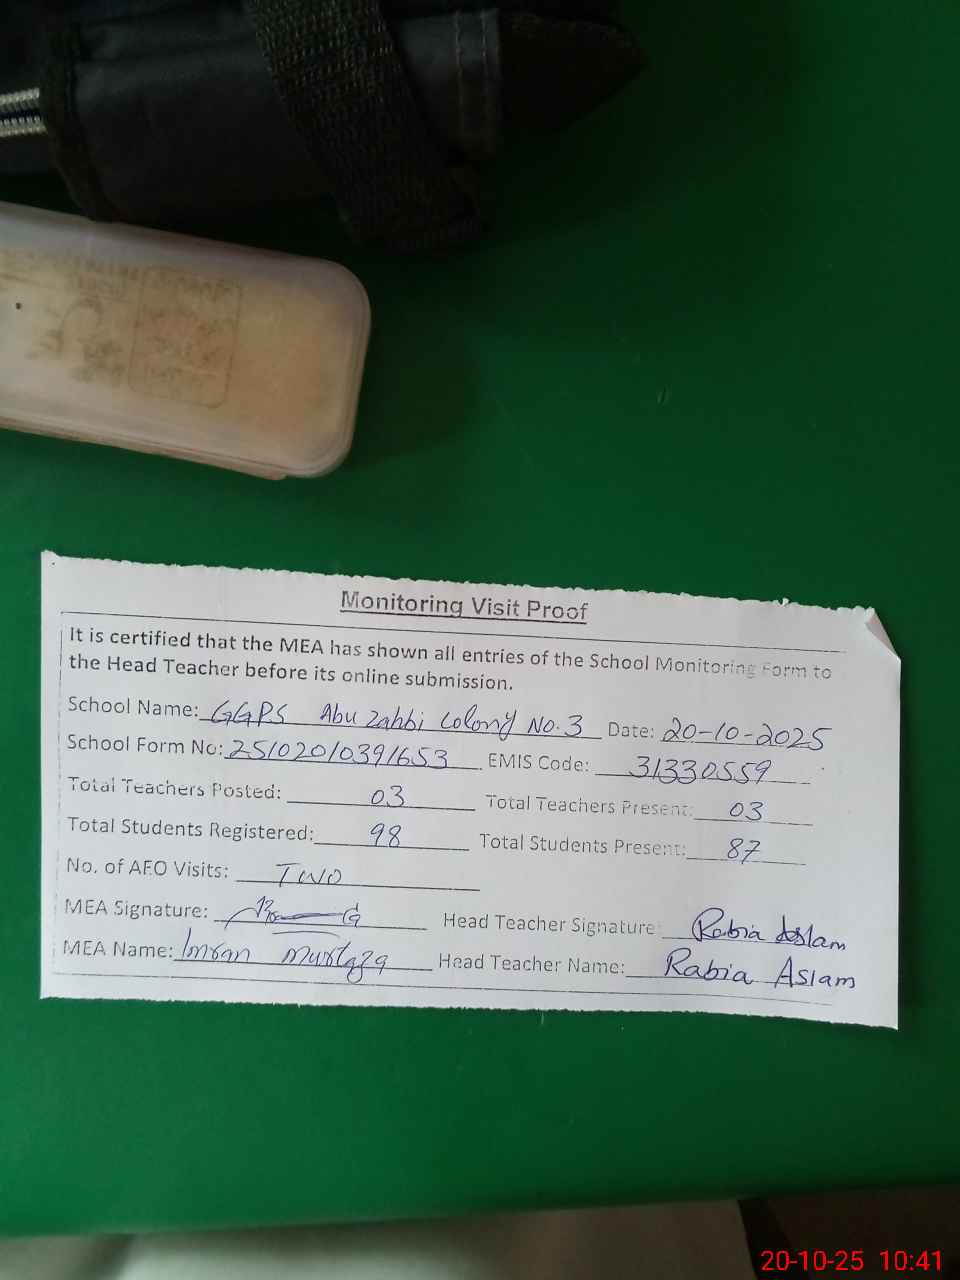 Monitoring Visit Proof
It is certified that the MEA has shown all entries of the School Monitoring Form to
the Head Teacher before its online submission.
School Name: GGPS Abu Zahbi Colony No. 3 Date: 20-10-2025
School Form No: 25102010391653 EMIS Code: 31330559
Total Teachers Posted: 03 Total Teachers Present: 03
Total Students Registered: 98 Total Students Present: 87
No. of AEO Visits: Two
MEA Signature: Head Teacher Signature: Rabia Aslam
MEA Name: Imran Murtaza Head Teacher Name: Rabia Aslam
20-10-25 10:41